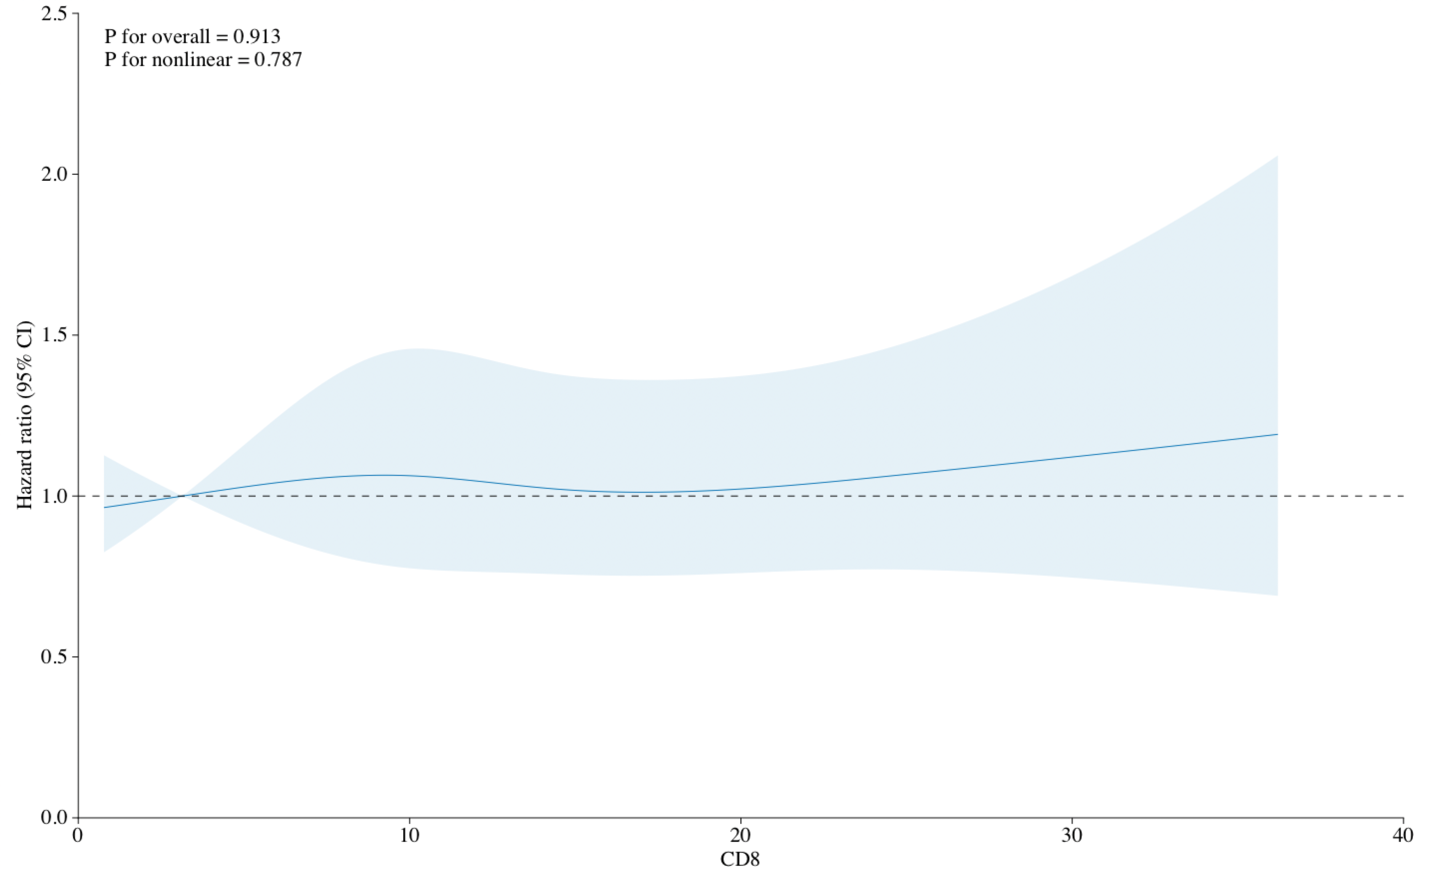 P for overall = 0.913
P for nonlinear = 0.787
Hazard ratio (95% CI)
2.5
2.0
1.5
1.0
0.5
0.0
0 10 20 30 40
CD8